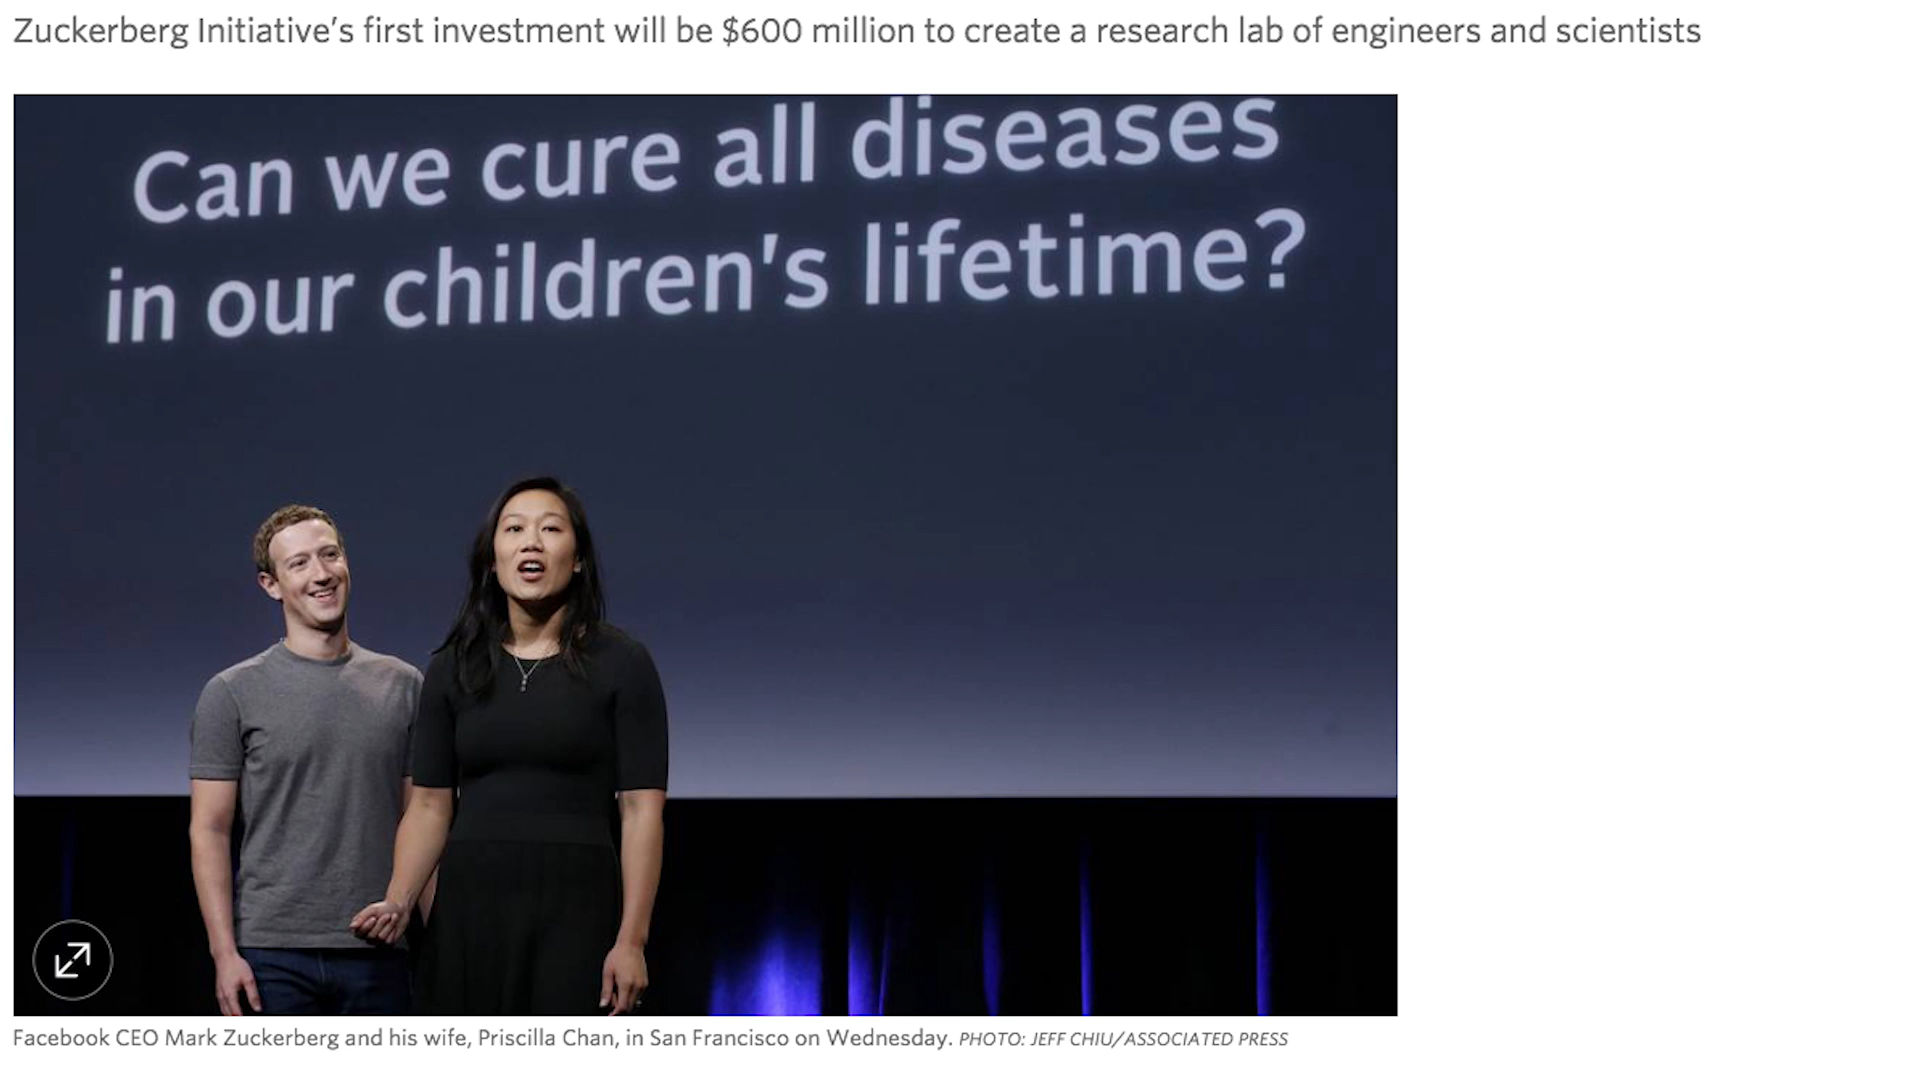 Zuckerberg Initiative’s first investment will be $600 million to create a research lab of engineers and scientists
Can we cure all diseases
in our children's lifetime?
Facebook CEO Mark Zuckerberg and his wife, Priscilla Chan, in San Francisco on Wednesday. PHOTO: JEFF CHIU/ASSOCIATED PRESS